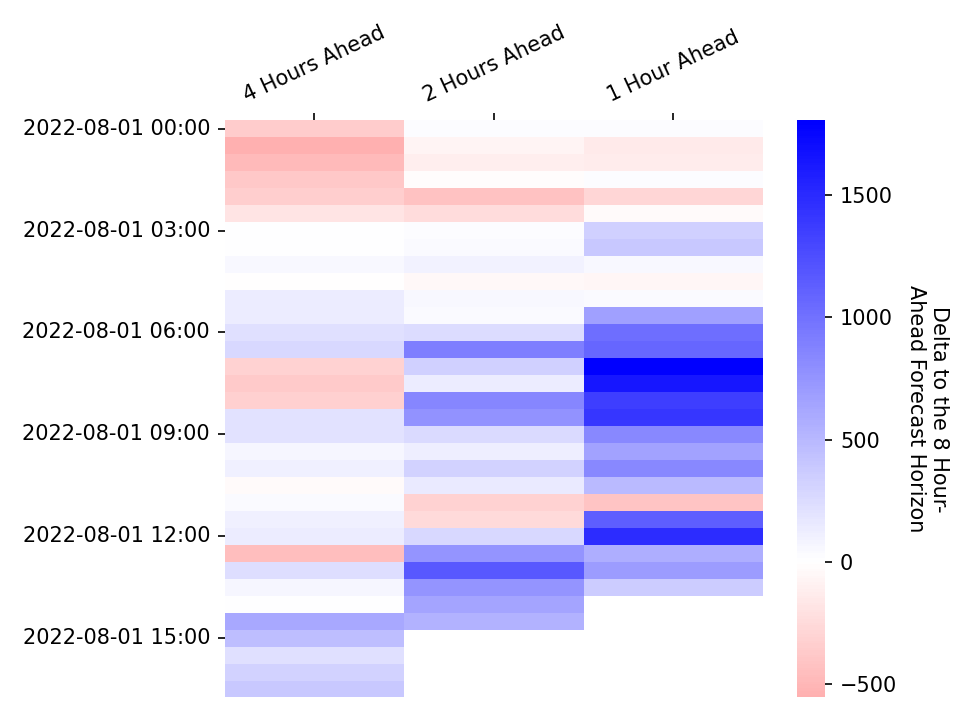 4 Hours Ahead
2 Hours Ahead
1 Hour Ahead
2022-08-01 00:00
2022-08-01 03:00
2022-08-01 06:00
2022-08-01 09:00
2022-08-01 12:00
2022-08-01 15:00
1500
1000
500
0
−500
Delta to the 8 Hour-
Ahead Forecast Horizon